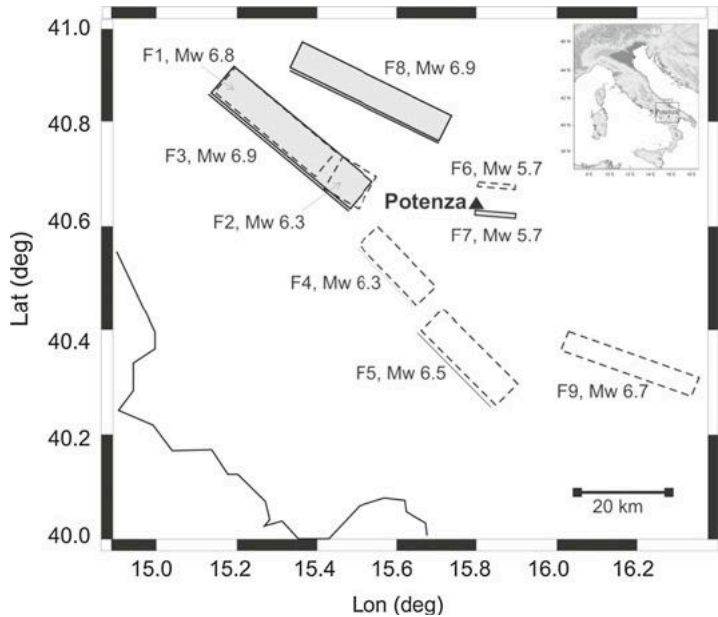 41.0
F1, Mw 6.8
F8, Mw 6.9
40.8
F3, Mw 6.9
F6, Mw 5.7
Potenza
F2, Mw 6.3
40.6
F7, Mw 5.7
F4, Mw 6.3
40.4
F5, Mw 6.5
F9, Mw 6.7
40.2
20 km
40.0
15.0 15.2 15.4 15.6 15.8 16.0 16.2
Lat (deg)
Lon (deg)